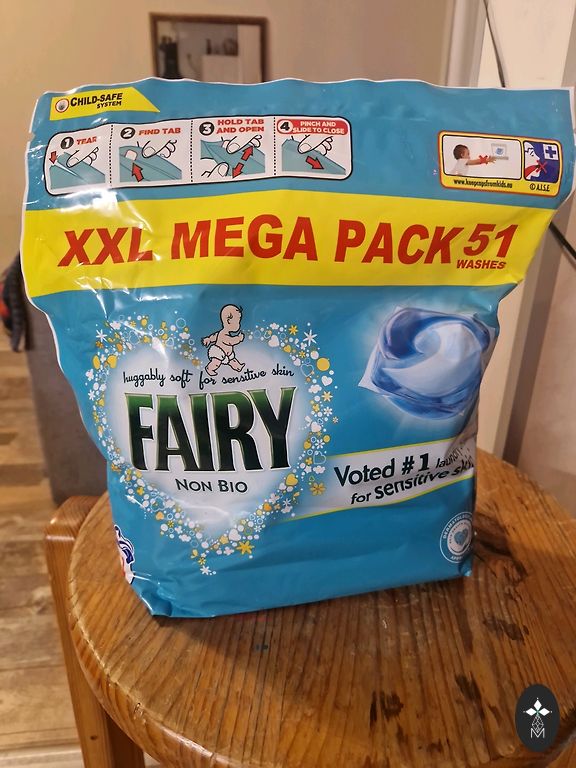 CHILD-SAFE
SYSTEM
1 TEAR
2 FIND TAB
3 HOLD TAB
AND OPEN
4 PINCH AND
SLIDE TO CLOSE
www.keepcapsfromkids.eu
© A.I.S.E.
XXL MEGA PACK 51
WASHES
huggably soft for sensitive skin
FAIRY
NON BIO
Voted #1
for sensitive skin
M